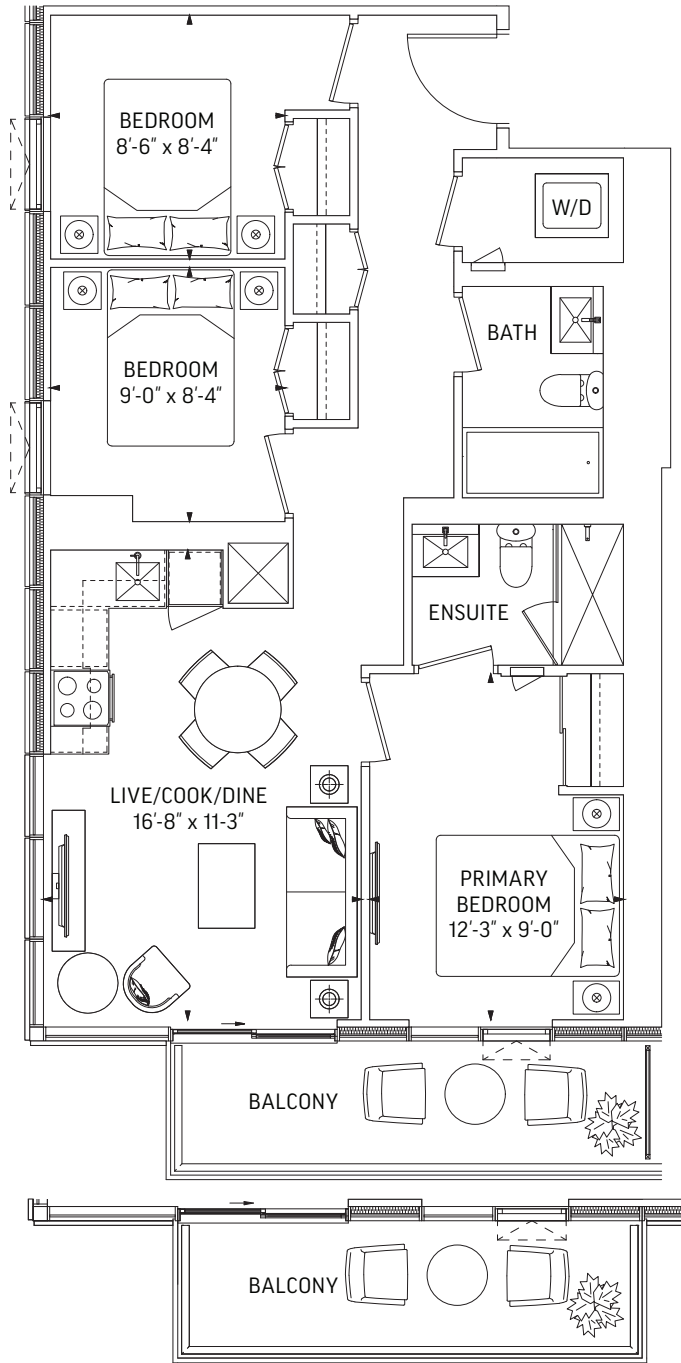 BEDROOM
8'-6" x 8'-4"
W/D
BEDROOM
9'-0" x 8'-4"
BATH
ENSUITE
LIVE/COOK/DINE
16'-8" x 11-3"
PRIMARY
BEDROOM
12'-3" x 9'-0"
BALCONY
BALCONY